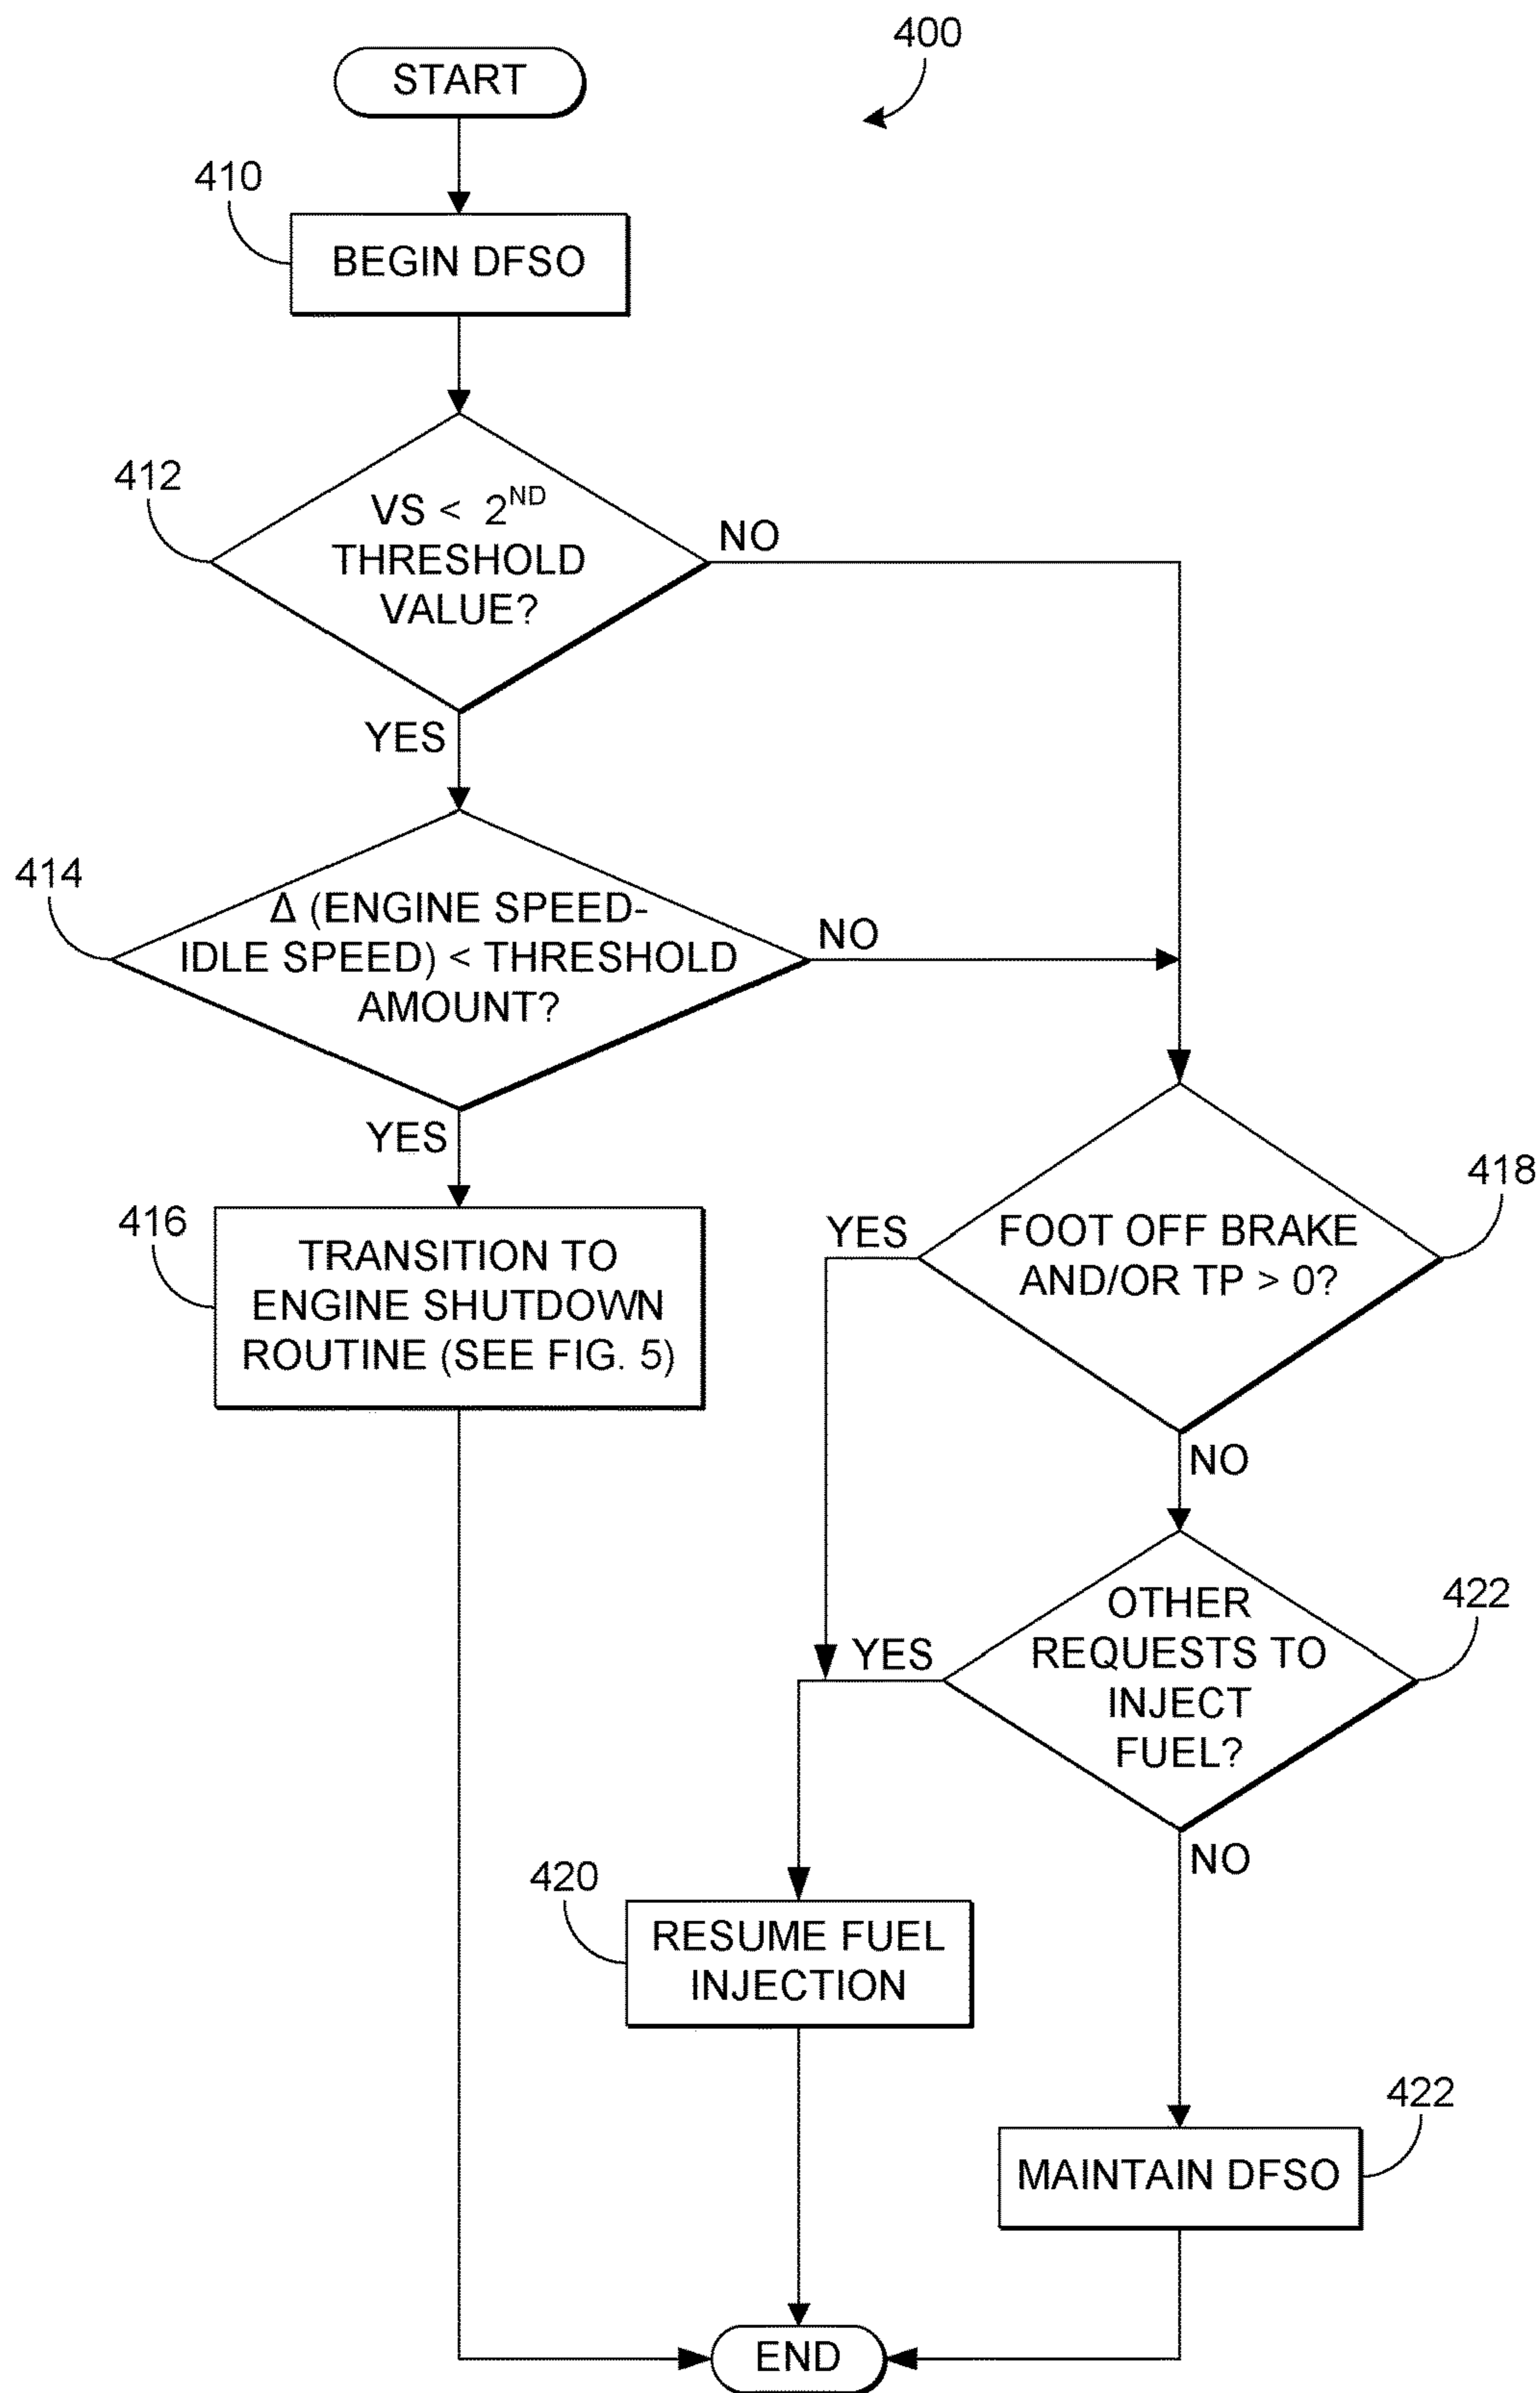 400
START
410
BEGIN DFSO
412
VS < 2ND
THRESHOLD
VALUE?
NO
YES
414
Δ (ENGINE SPEED-
IDLE SPEED) < THRESHOLD
AMOUNT?
NO
YES
416
TRANSITION TO
ENGINE SHUTDOWN
ROUTINE (SEE FIG. 5)
418
YES
FOOT OFF BRAKE
AND/OR TP > 0?
NO
422
YES
OTHER
REQUESTS TO
INJECT
FUEL?
NO
420
RESUME FUEL
INJECTION
422
MAINTAIN DFSO
END